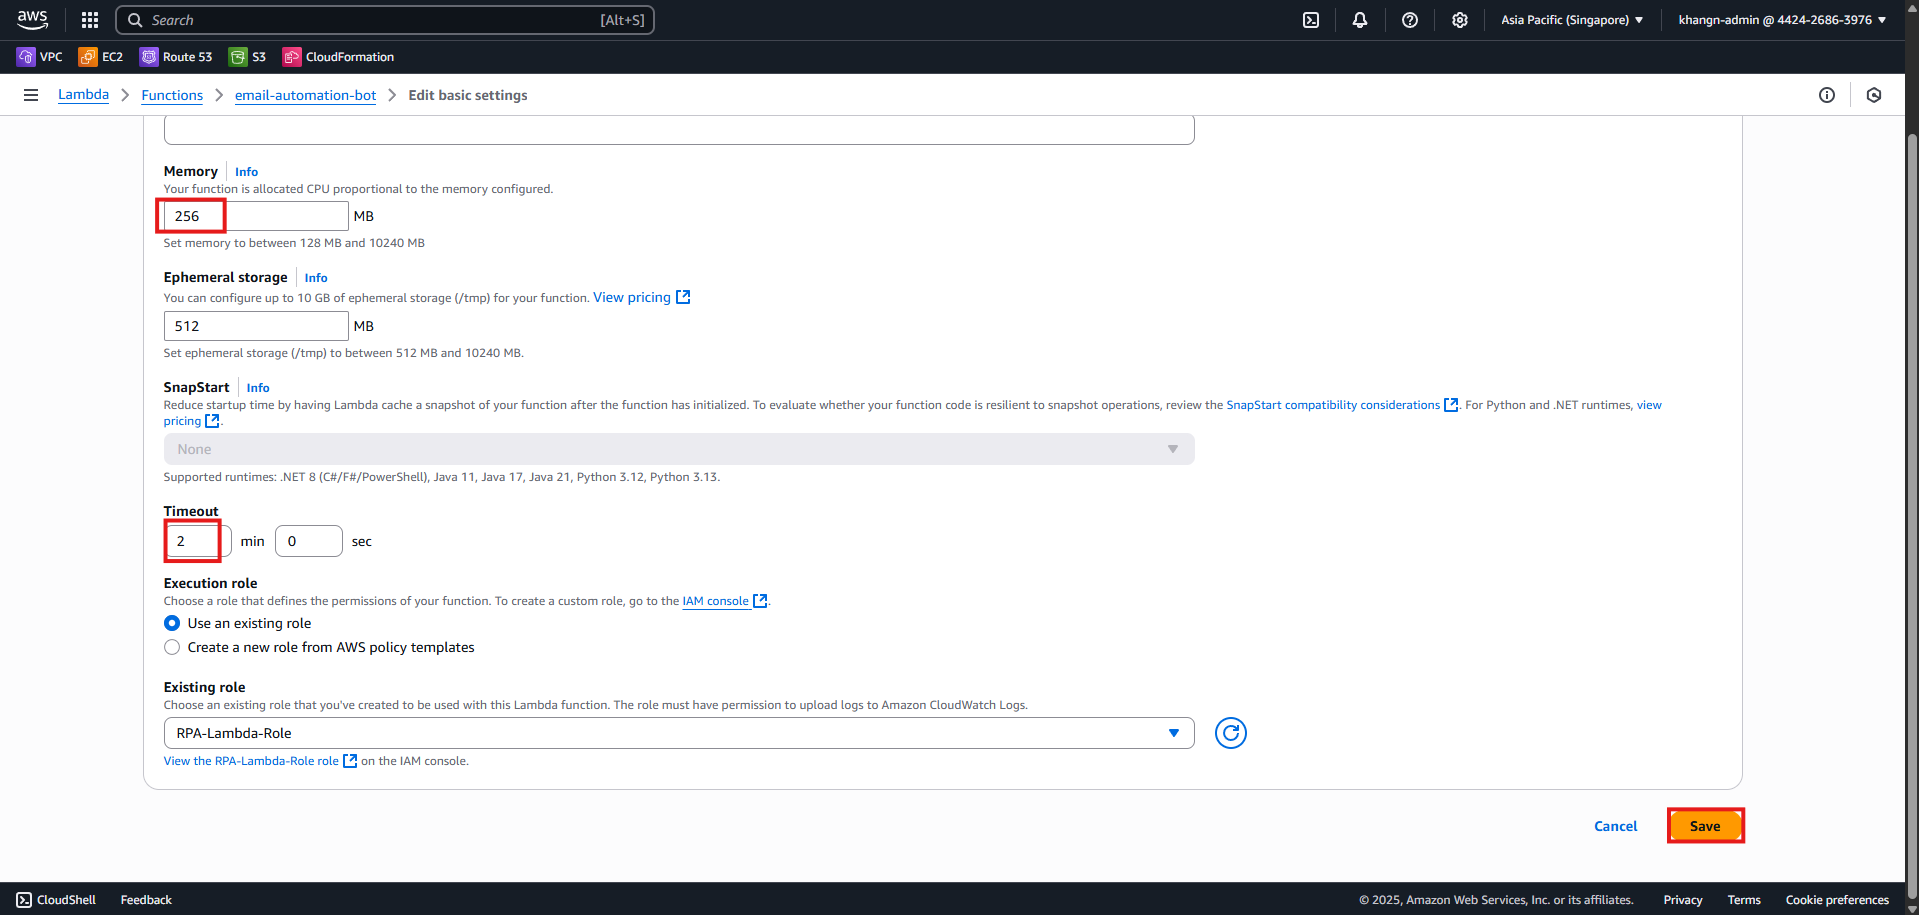 aws
Search [Alt+S]
Asia Pacific (Singapore) khangn-admin @ 4424-2686-3976
VPC EC2 Route 53 S3 CloudFormation
Lambda Functions email-automation-bot Edit basic settings
Memory Info
Your function is allocated CPU proportional to the memory configured.
256 MB
Set memory to between 128 MB and 10240 MB
Ephemeral storage Info
You can configure up to 10 GB of ephemeral storage (/tmp) for your function. View pricing
512 MB
Set ephemeral storage (/tmp) to between 512 MB and 10240 MB.
SnapStart Info
Reduce startup time by having Lambda cache a snapshot of your function after the function has initialized. To evaluate whether your function code is resilient to snapshot operations, review the SnapStart compatibility considerations. For Python and .NET runtimes, view
pricing.
None
Supported runtimes: .NET 8 (C#/F#/PowerShell), Java 11, Java 17, Java 21, Python 3.12, Python 3.13.
Timeout
2 min 0 sec
Execution role
Choose a role that defines the permissions of your function. To create a custom role, go to the IAM console.
Use an existing role
Create a new role from AWS policy templates
Existing role
Choose an existing role that you've created to be used with this Lambda function. The role must have permission to upload logs to Amazon CloudWatch Logs.
RPA-Lambda-Role
View the RPA-Lambda-Role role on the IAM console.
Cancel Save
CloudShell Feedback © 2025, Amazon Web Services, Inc. or its affiliates. Privacy Terms Cookie preferences